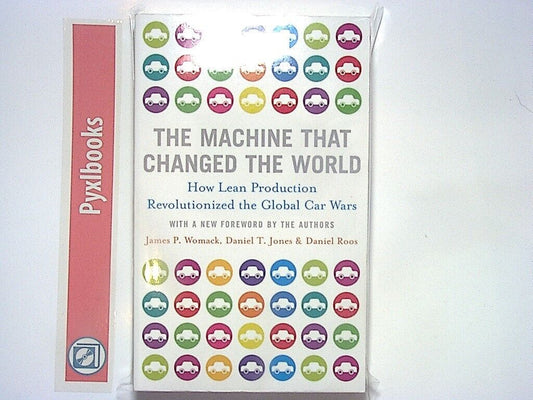 Pyxlbooks
THE MACHINE THAT
CHANGED THE WORLD
How Lean Production
Revolutionized the Global Car Wars
WITH A NEW FOREWORD BY THE AUTHORS
James P. Womack, Daniel T. Jones & Daniel Roos